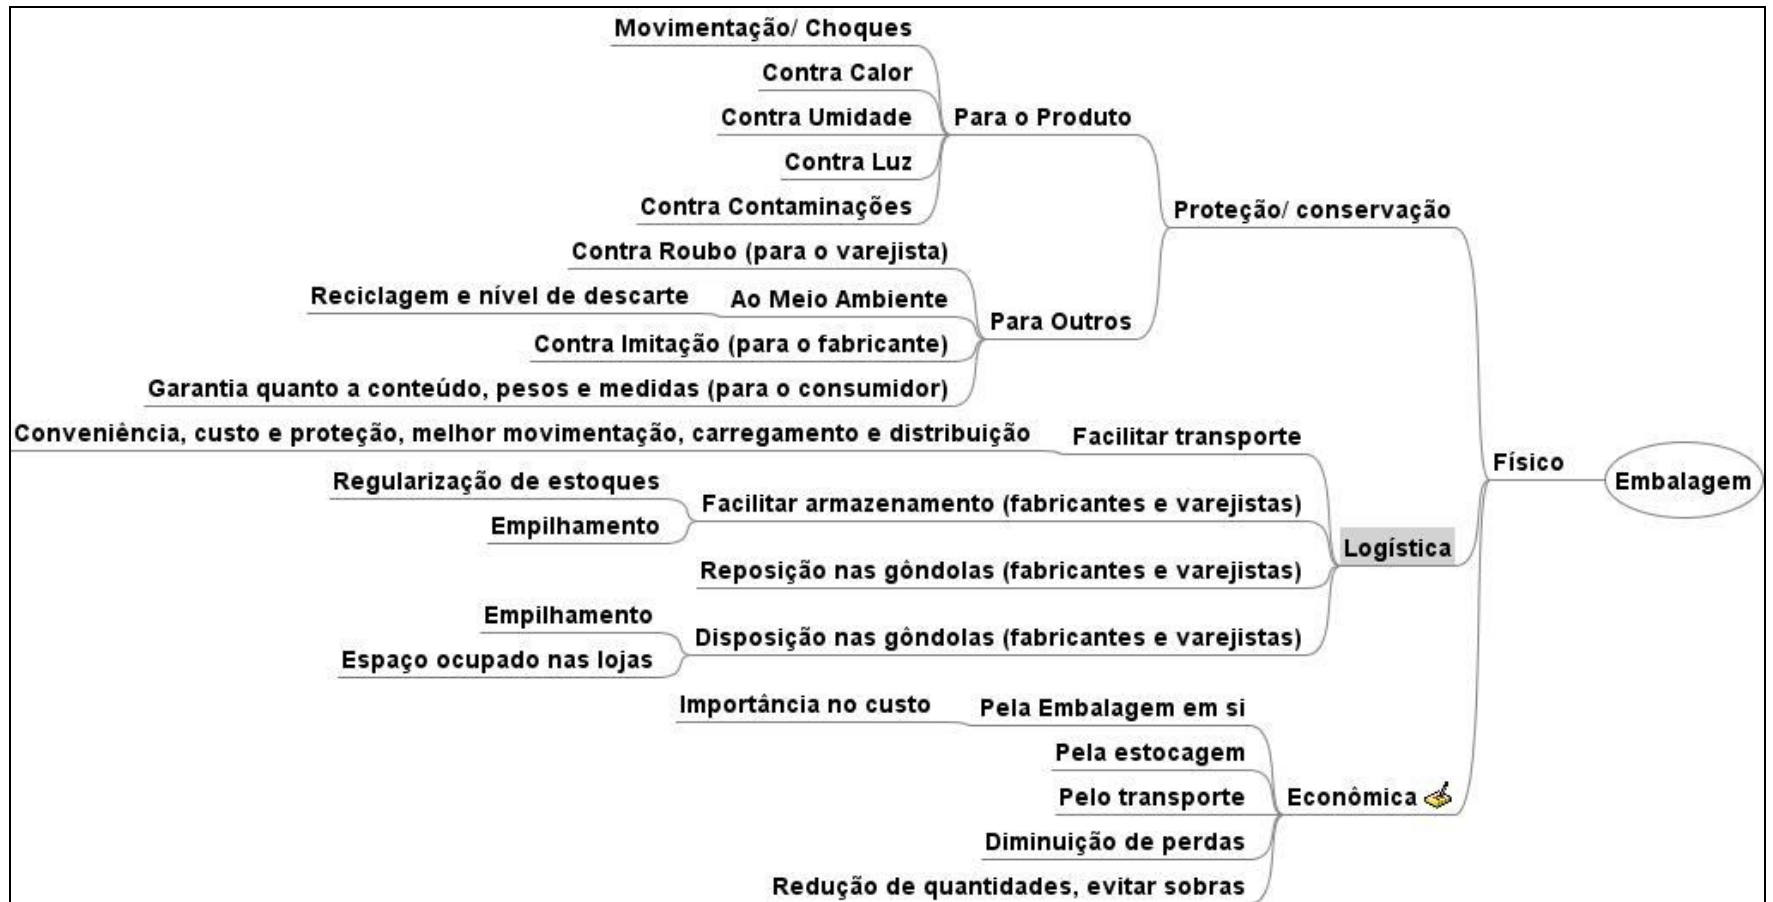 Movimentação/ Choques
Contra Calor
Contra Umidade
Para o Produto
Contra Luz
Contra Contaminações
Proteção/ conservação
Contra Roubo (para o varejista)
Reciclagem e nível de descarte
Ao Meio Ambiente
Para Outros
Contra Imitação (para o fabricante)
Garantia quanto a conteúdo, pesos e medidas (para o consumidor)
Conveniência, custo e proteção, melhor movimentação, carregamento e distribuição
Facilitar transporte
Físico
Embalagem
Regularização de estoques
Facilitar armazenamento (fabricantes e varejistas)
Empilhamento
Logística
Reposição nas gôndolas (fabricantes e varejistas)
Empilhamento
Disposição nas gôndolas (fabricantes e varejistas)
Espaço ocupado nas lojas
Importância no custo
Pela Embalagem em si
Pela estocagem
Pelo transporte
Econômica
Diminuição de perdas
Redução de quantidades, evitar sobras